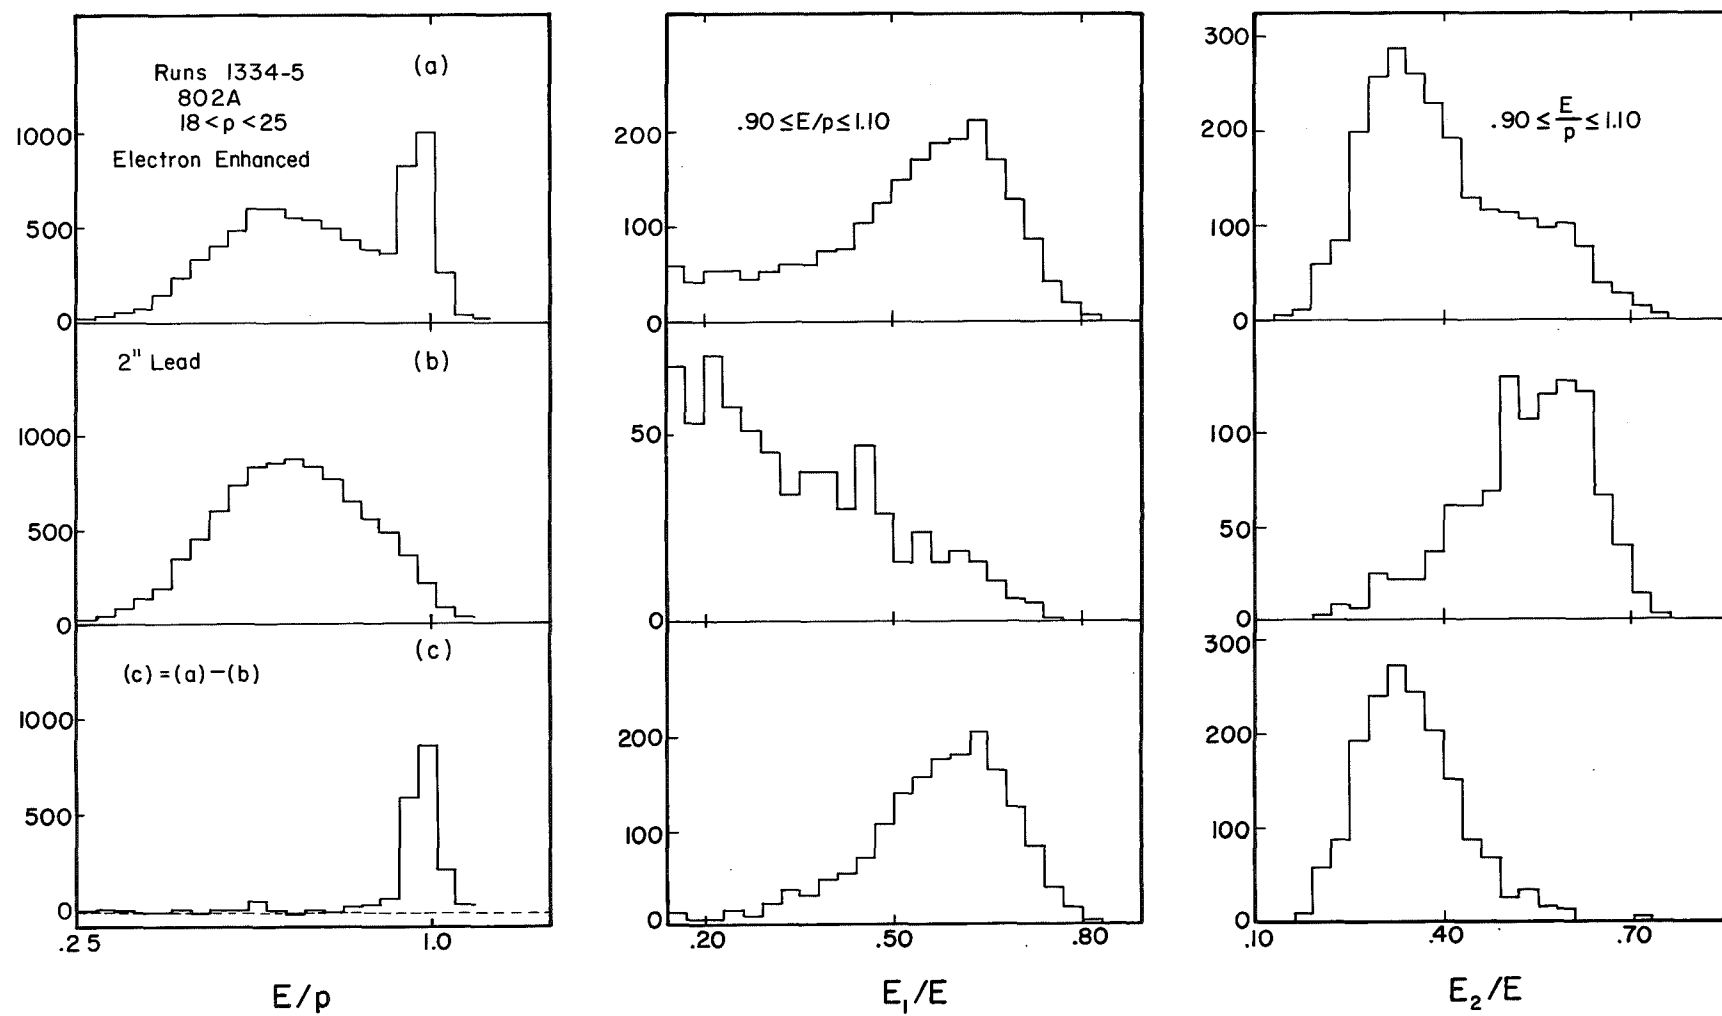 Runs 1334-5
802A
18 < p < 25
Electron Enhanced
(a)
1000
500
0
2" Lead
(b)
1000
500
0
(c) = (a) − (b)
(c)
1000
500
0
.25
1.0
E/p
.90 ≤ E/p ≤ 1.10
200
100
0
50
0
200
100
0
.20
.50
.80
E₁/E
.90 ≤ E/p ≤ 1.10
300
200
100
0
100
50
0
300
200
100
0
.10
.40
.70
E₂/E